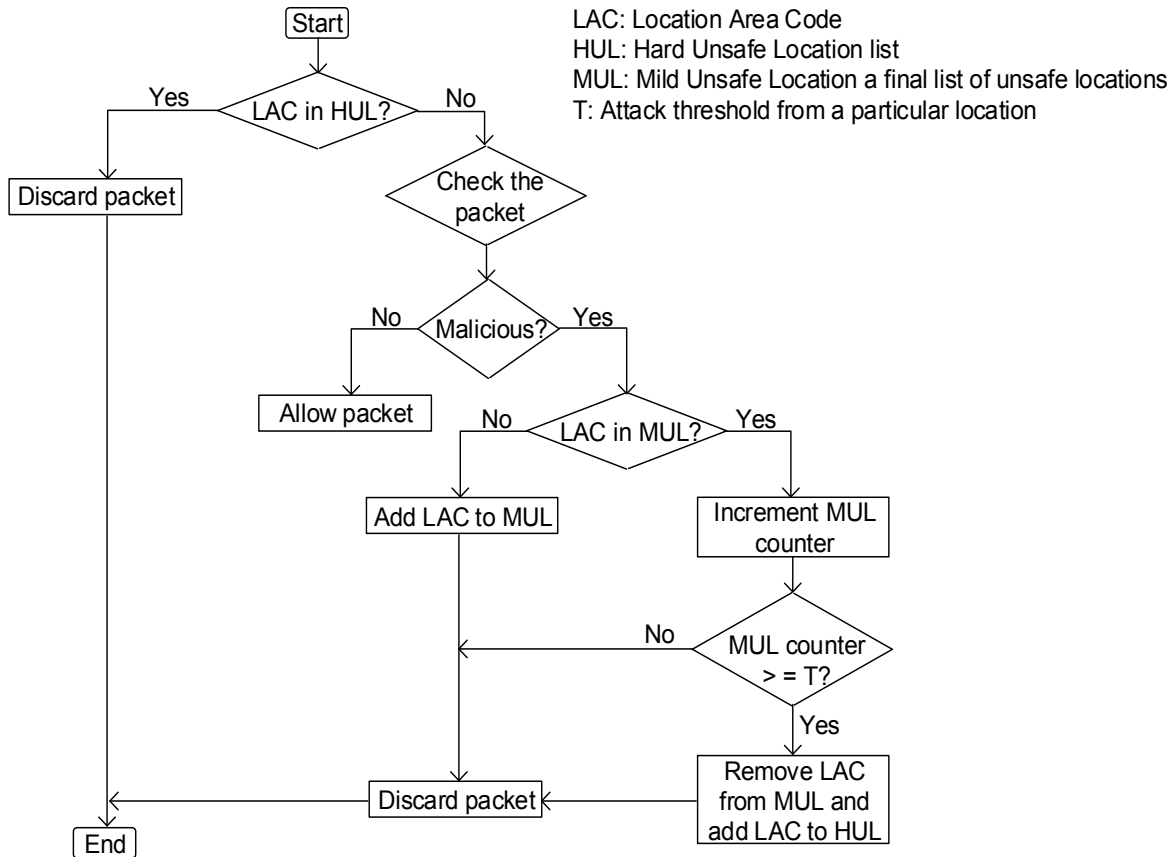 Start
LAC: Location Area Code
HUL: Hard Unsafe Location list
MUL: Mild Unsafe Location a final list of unsafe locations
T: Attack threshold from a particular location
Yes
LAC in HUL?
No
Discard packet
Check the
packet
No
Malicious?
Yes
Allow packet
No
LAC in MUL?
Yes
Add LAC to MUL
Increment MUL
counter
No
MUL counter
> = T?
Yes
Discard packet
Remove LAC
from MUL and
add LAC to HUL
End